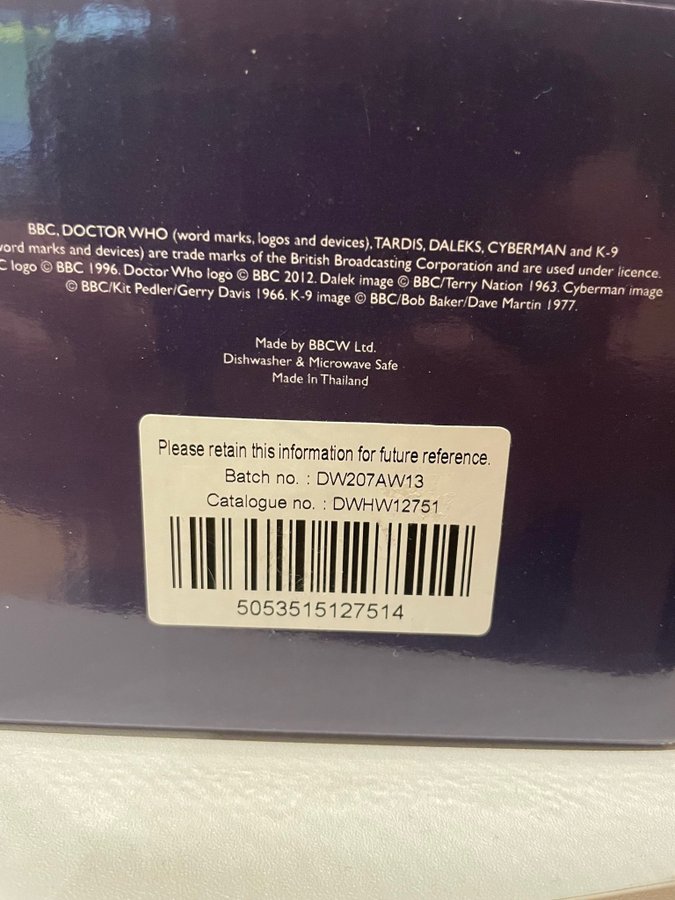 BBC, DOCTOR WHO (word marks, logos and devices), TARDIS, DALEKS, CYBERMAN and K-9
word marks and devices) are trade marks of the British Broadcasting Corporation and are used under licence.
C logo © BBC 1996. Doctor Who logo © BBC 2012. Dalek image © BBC/Terry Nation 1963. Cyberman image
© BBC/Kit Pedler/Gerry Davis 1966. K-9 image © BBC/Bob Baker/Dave Martin 1977.
Made by BBCW Ltd.
Dishwasher & Microwave Safe
Made in Thailand
Please retain this information for future reference.
Batch no. : DW207AW13
Catalogue no. : DWHW12751
5053515127514